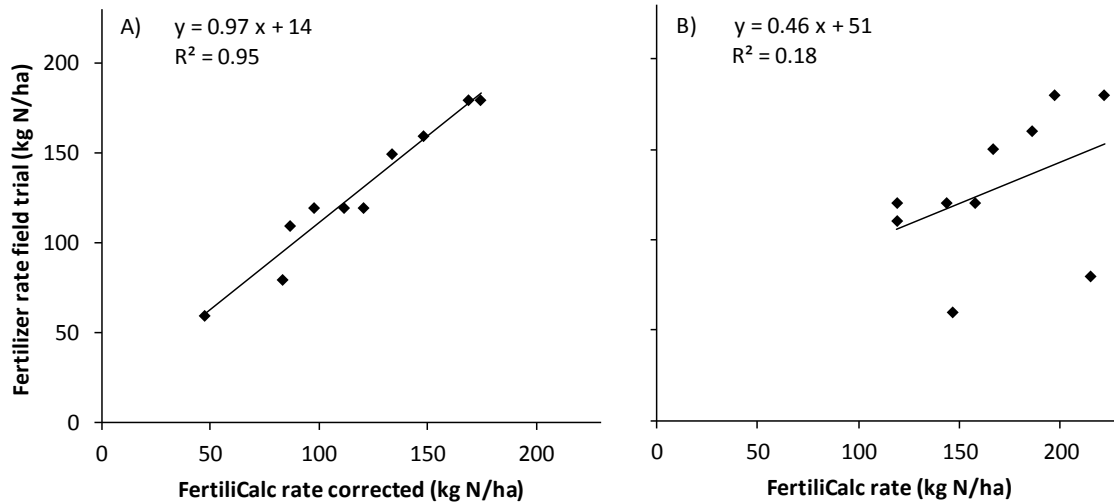 A) y = 0.97 x + 14
R² = 0.95
Fertilizer rate field trial (kg N/ha)
200
150
100
50
0
0 50 100 150 200
FertiliCalc rate corrected (kg N/ha)
B) y = 0.46 x + 51
R² = 0.18
0 50 100 150 200
FertiliCalc rate (kg N/ha)